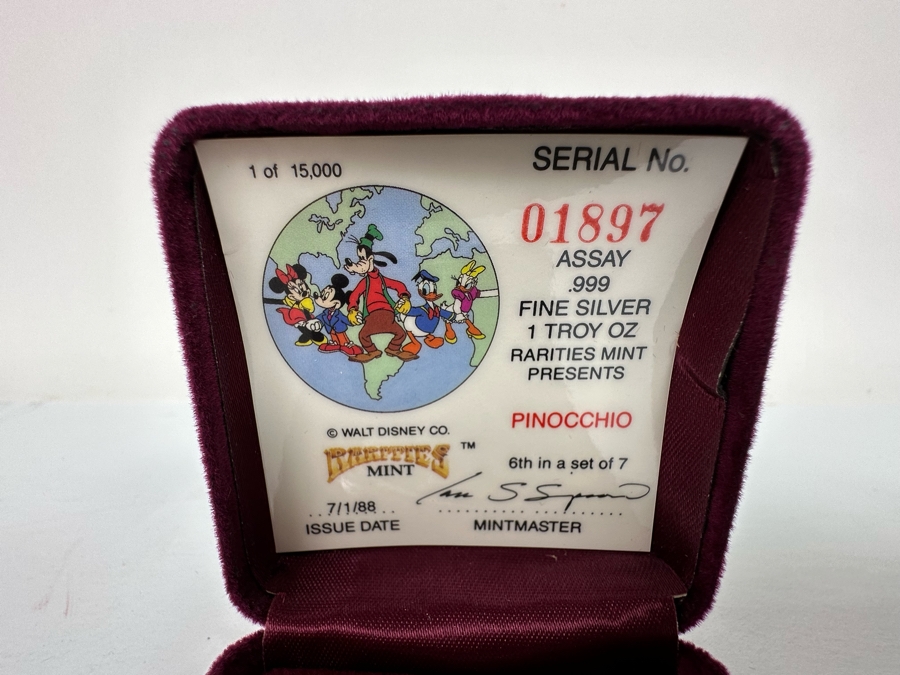 1 of 15,000
SERIAL No.
01897
ASSAY
.999
FINE SILVER
1 TROY OZ
RARITIES MINT
PRESENTS
PINOCCHIO
6th in a set of 7
© WALT DISNEY CO.
RARITIES ™
MINT
7/1/88
ISSUE DATE
MINTMASTER